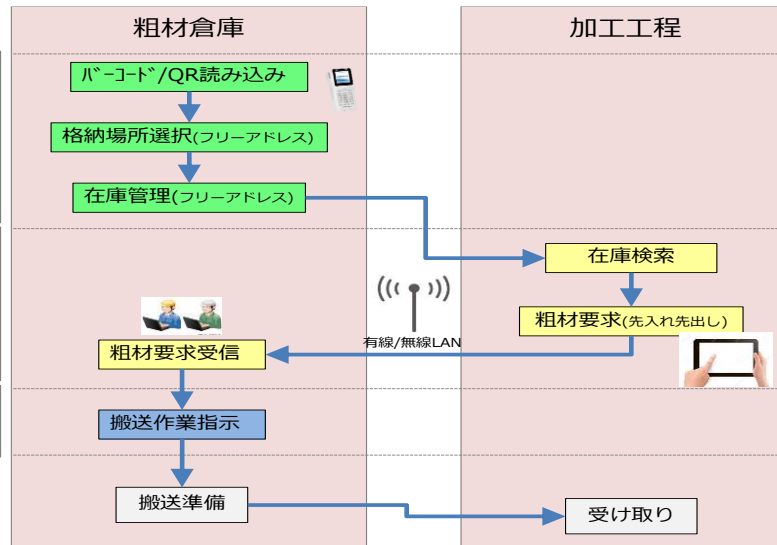 粗材倉庫
加工工程
ﾊﾞｰｺｰﾄﾞ/QR読み込み
格納場所選択(フリーアドレス)
在庫管理(フリーアドレス)
在庫検索
粗材要求(先入れ先出し)
有線/無線LAN
粗材要求受信
搬送作業指示
搬送準備
受け取り